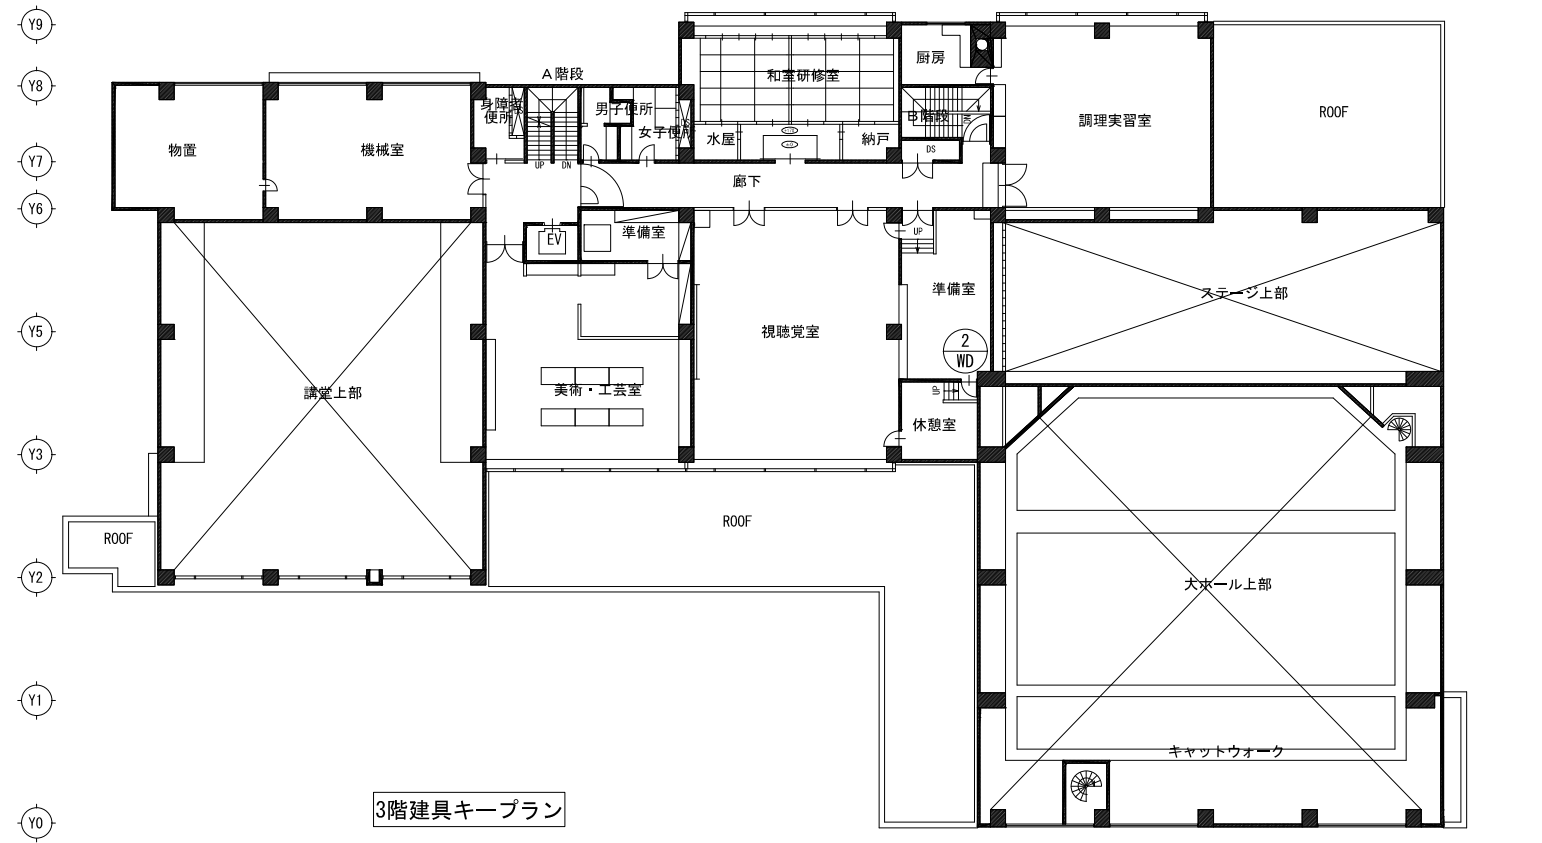 Y9
Y8
Y7
Y6
Y5
Y3
Y2
Y1
Y0
A階段
厨房
和室研修室
ROOF
身障者
便所
男子便所
女子便所
B階段
調理実習室
DN
水屋
納戸
DS
物置
機械室
UP
DN
廊下
EV
準備室
UP
準備室
ステージ上部
視聴覚室
2
WD
講堂上部
美術・工芸室
UP
休憩室
ROOF
ROOF
大ホール上部
キャットウォーク
3階建具キープラン